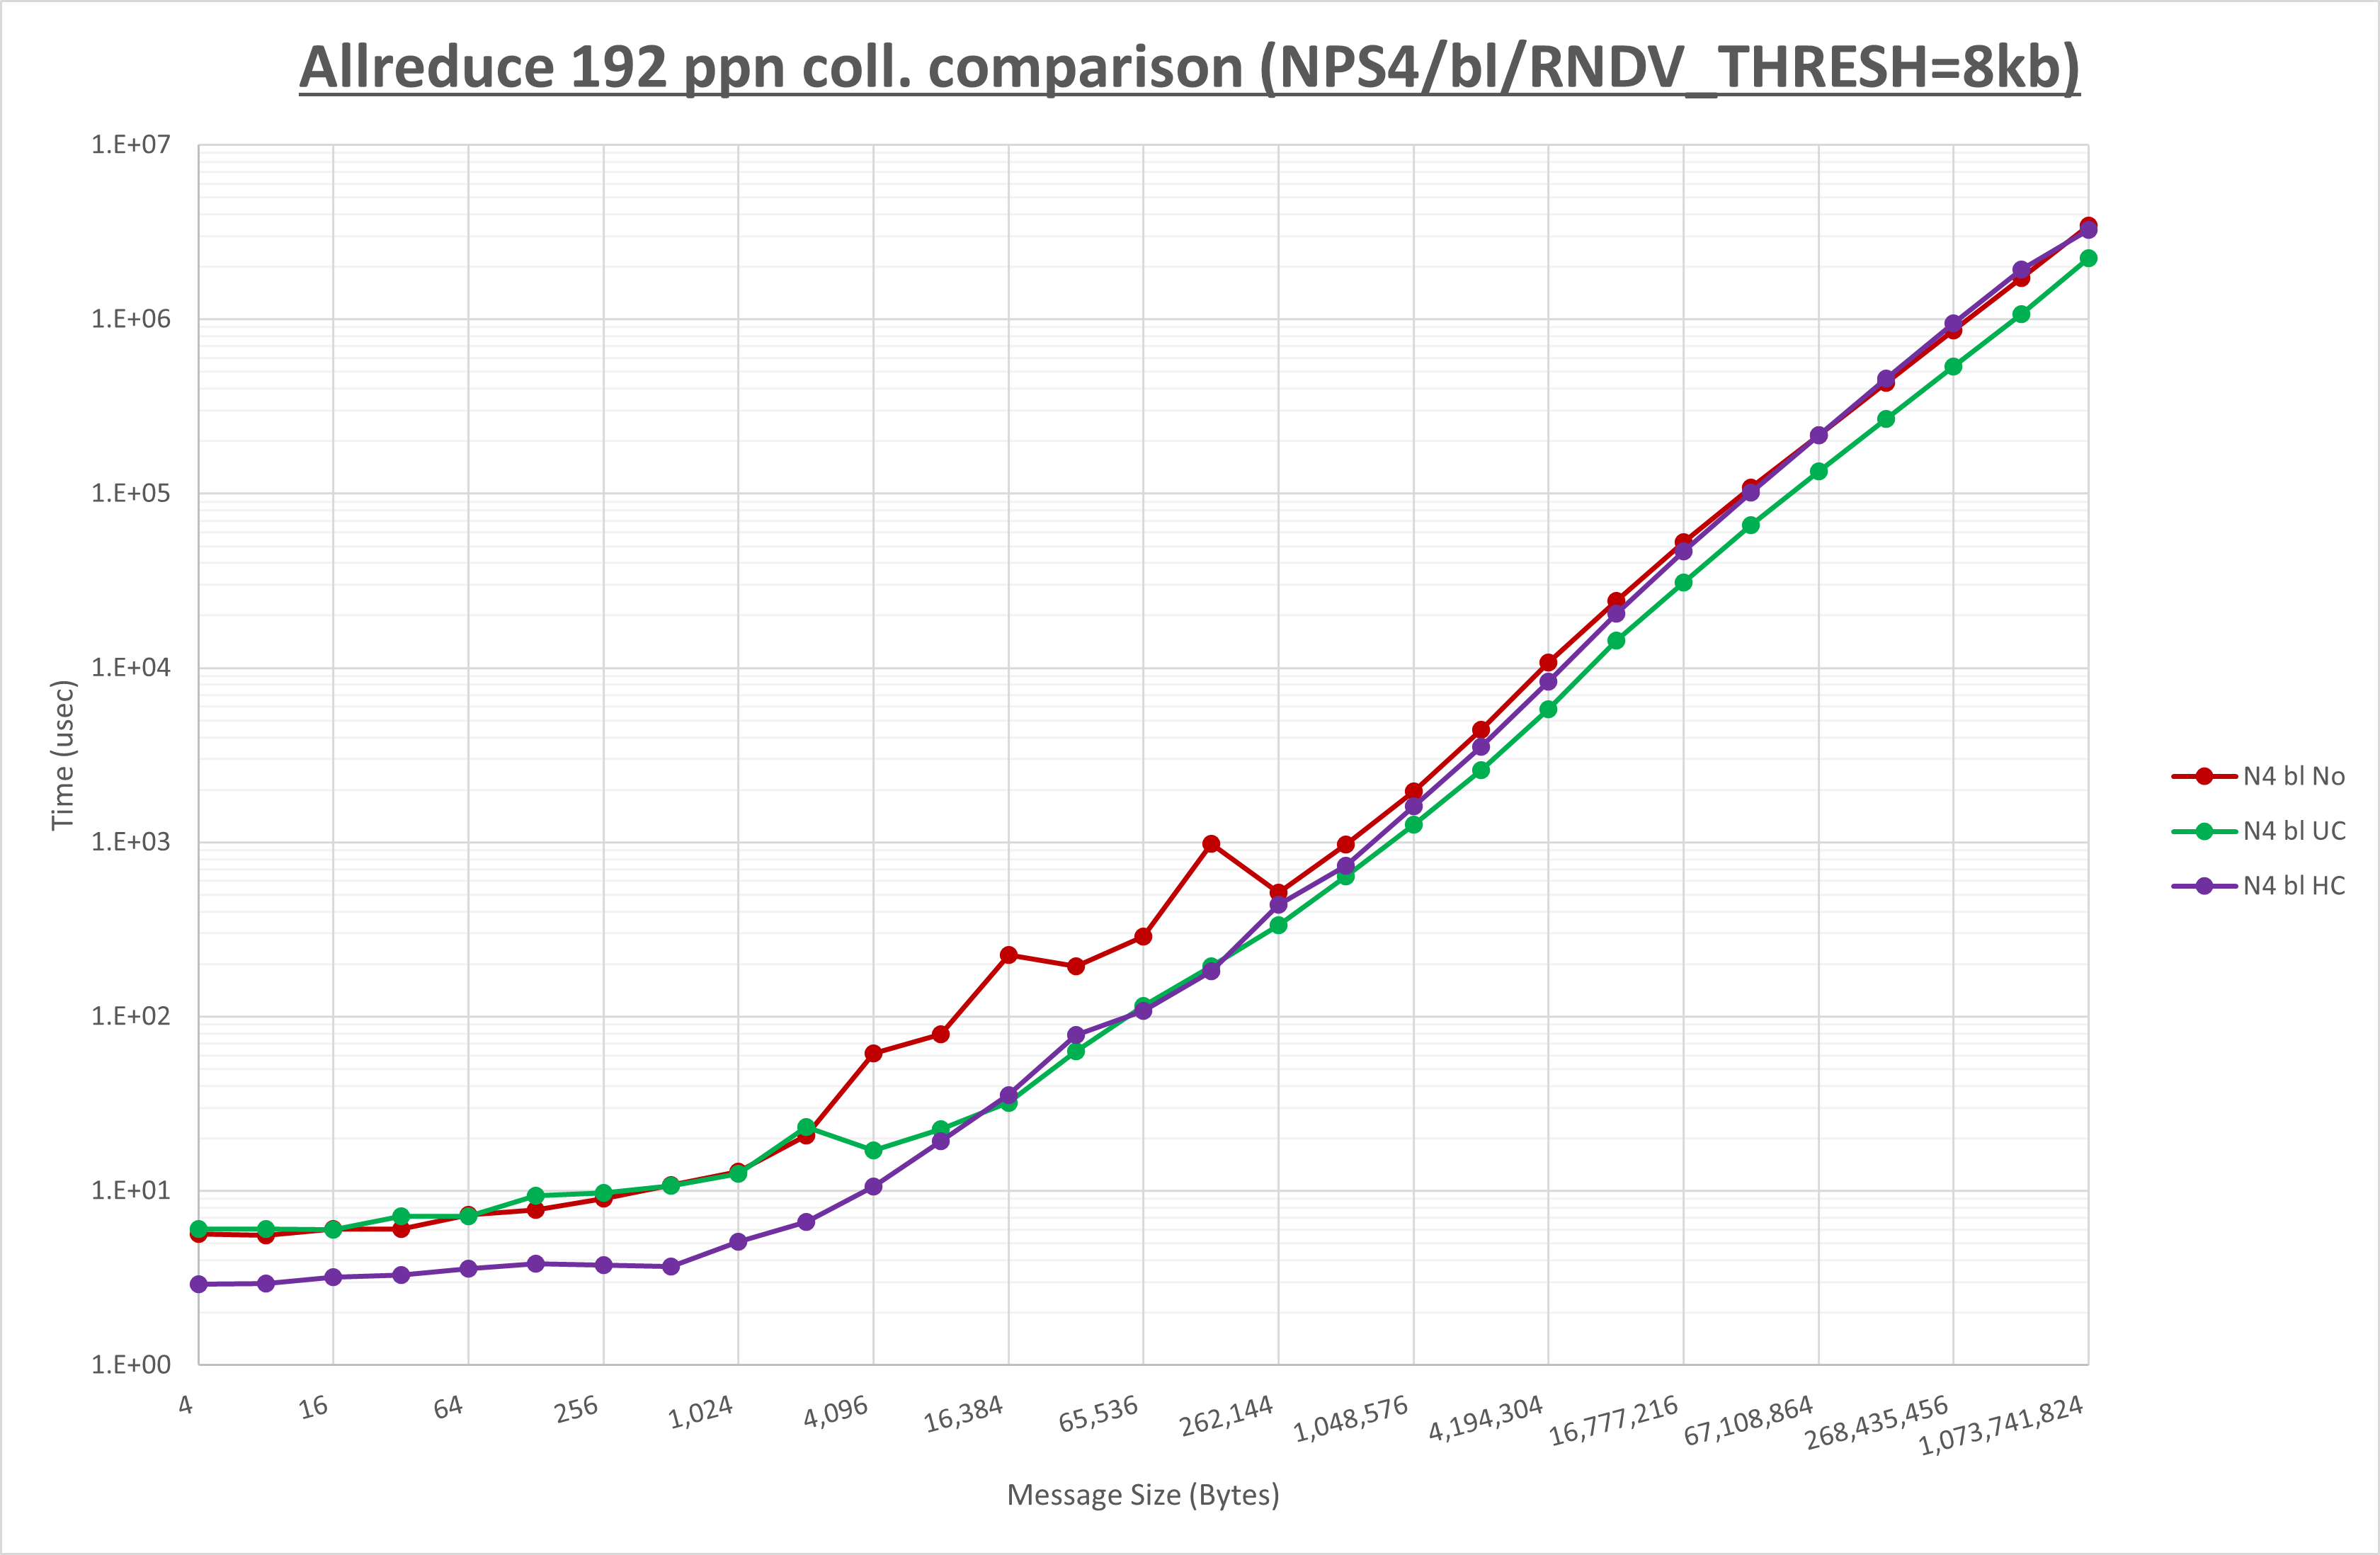 Allreduce 192 ppn coll. comparison (NPS4/bl/RNDV_THRESH=8kb)
1.E+07
1.E+06
1.E+05
1.E+04
1.E+03
1.E+02
1.E+01
1.E+00
Time (usec)
4
16
64
256
1,024
4,096
16,384
65,536
262,144
1,048,576
4,194,304
16,777,216
67,108,864
268,435,456
1,073,741,824
Message Size (Bytes)
N4 bl No
N4 bl UC
N4 bl HC